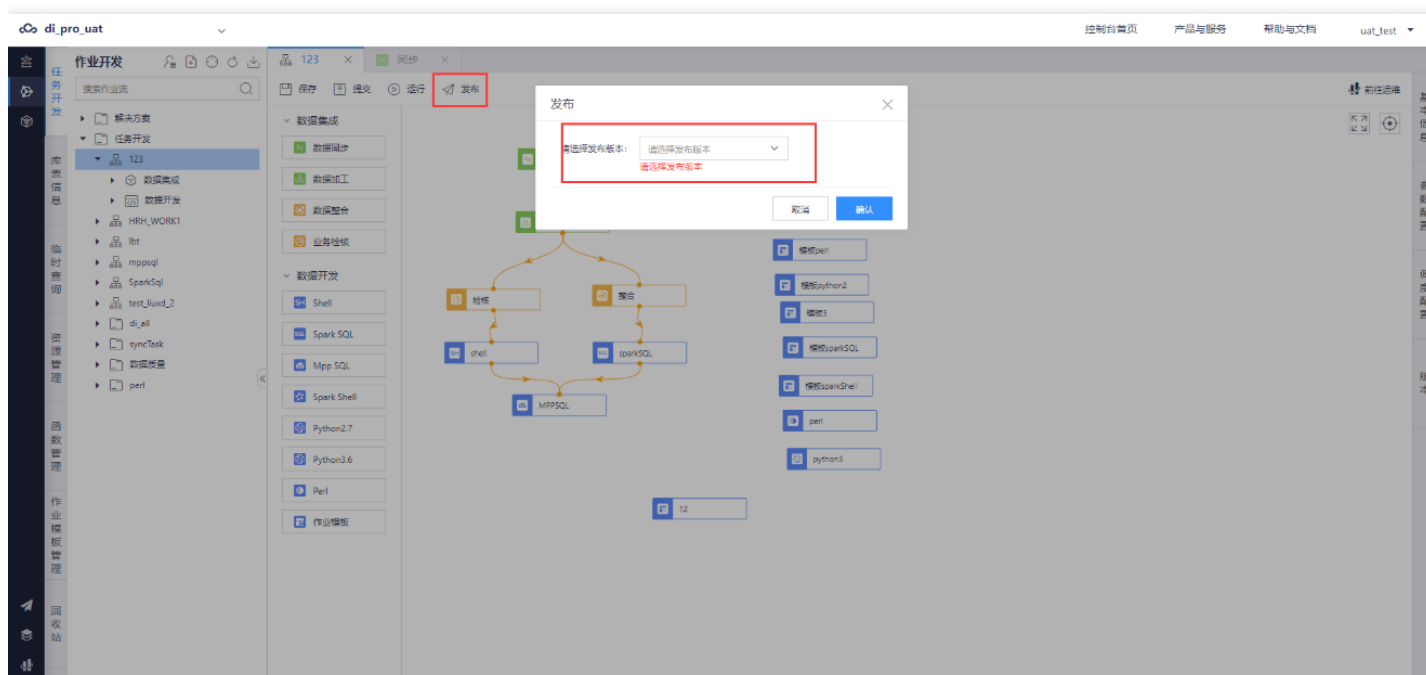 di_pro_uat
控制台首页
产品与服务
帮助与文档
uat_test
任务开发
库表信息
临时查询
资源管理
函数管理
作业模板管理
回收站
作业开发
搜索作业流
解决方案
任务开发
123
数据集成
数据开发
HRH_WORK1
lbt
mppsql
SparkSql
test_liuxd_2
di_all
syncTask
数据质量
perl
123
同步
保存
提交
运行
发布
前往运维
数据集成
数据同步
数据加工
数据整合
业务检核
数据开发
Shell
Spark SQL
Mpp SQL
Spark Shell
Python2.7
Python3.6
Perl
作业模板
发布
请选择发布版本：
请选择发布版本
请选择发布版本
取消
确认
检核
整合
shell
sparkSQL
MPPSQL
模板perl
模板python2
模板3
模板sparkSQL
模板sparkShell
perl
python3
12